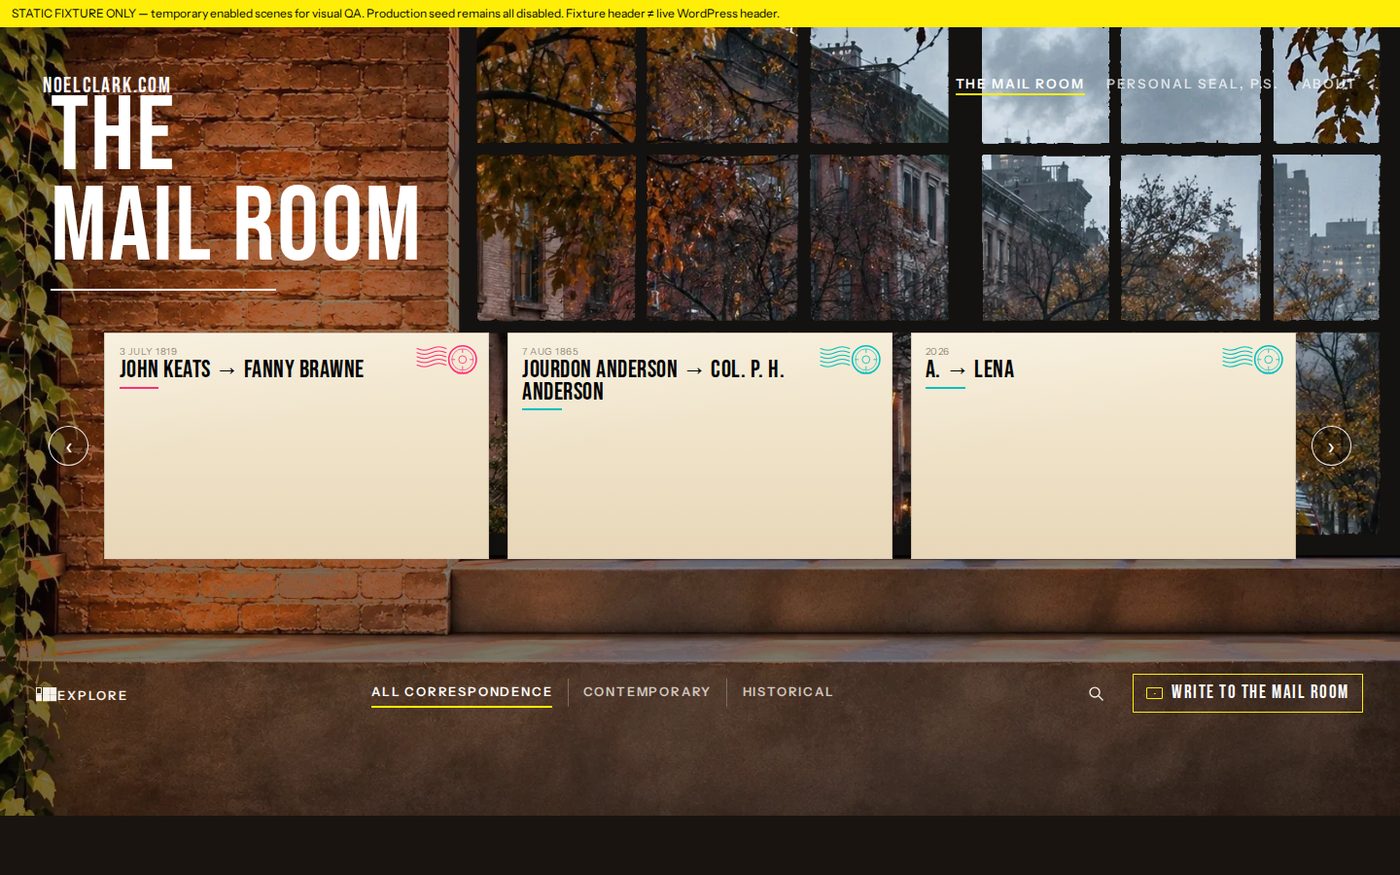 STATIC FIXTURE ONLY — temporary enabled scenes for visual QA. Production seed remains all disabled. Fixture header ≠ live WordPress header.
NOELCLARK.COM
THE MAIL ROOM
PERSONAL SEAL, P.S.
ABOUT
THE
MAIL ROOM
3 JULY 1819
JOHN KEATS → FANNY BRAWNE
7 AUG 1865
JOURDON ANDERSON → COL. P. H.
ANDERSON
2026
A. → LENA
‹
›
EXPLORE
ALL CORRESPONDENCE
CONTEMPORARY
HISTORICAL
WRITE TO THE MAIL ROOM